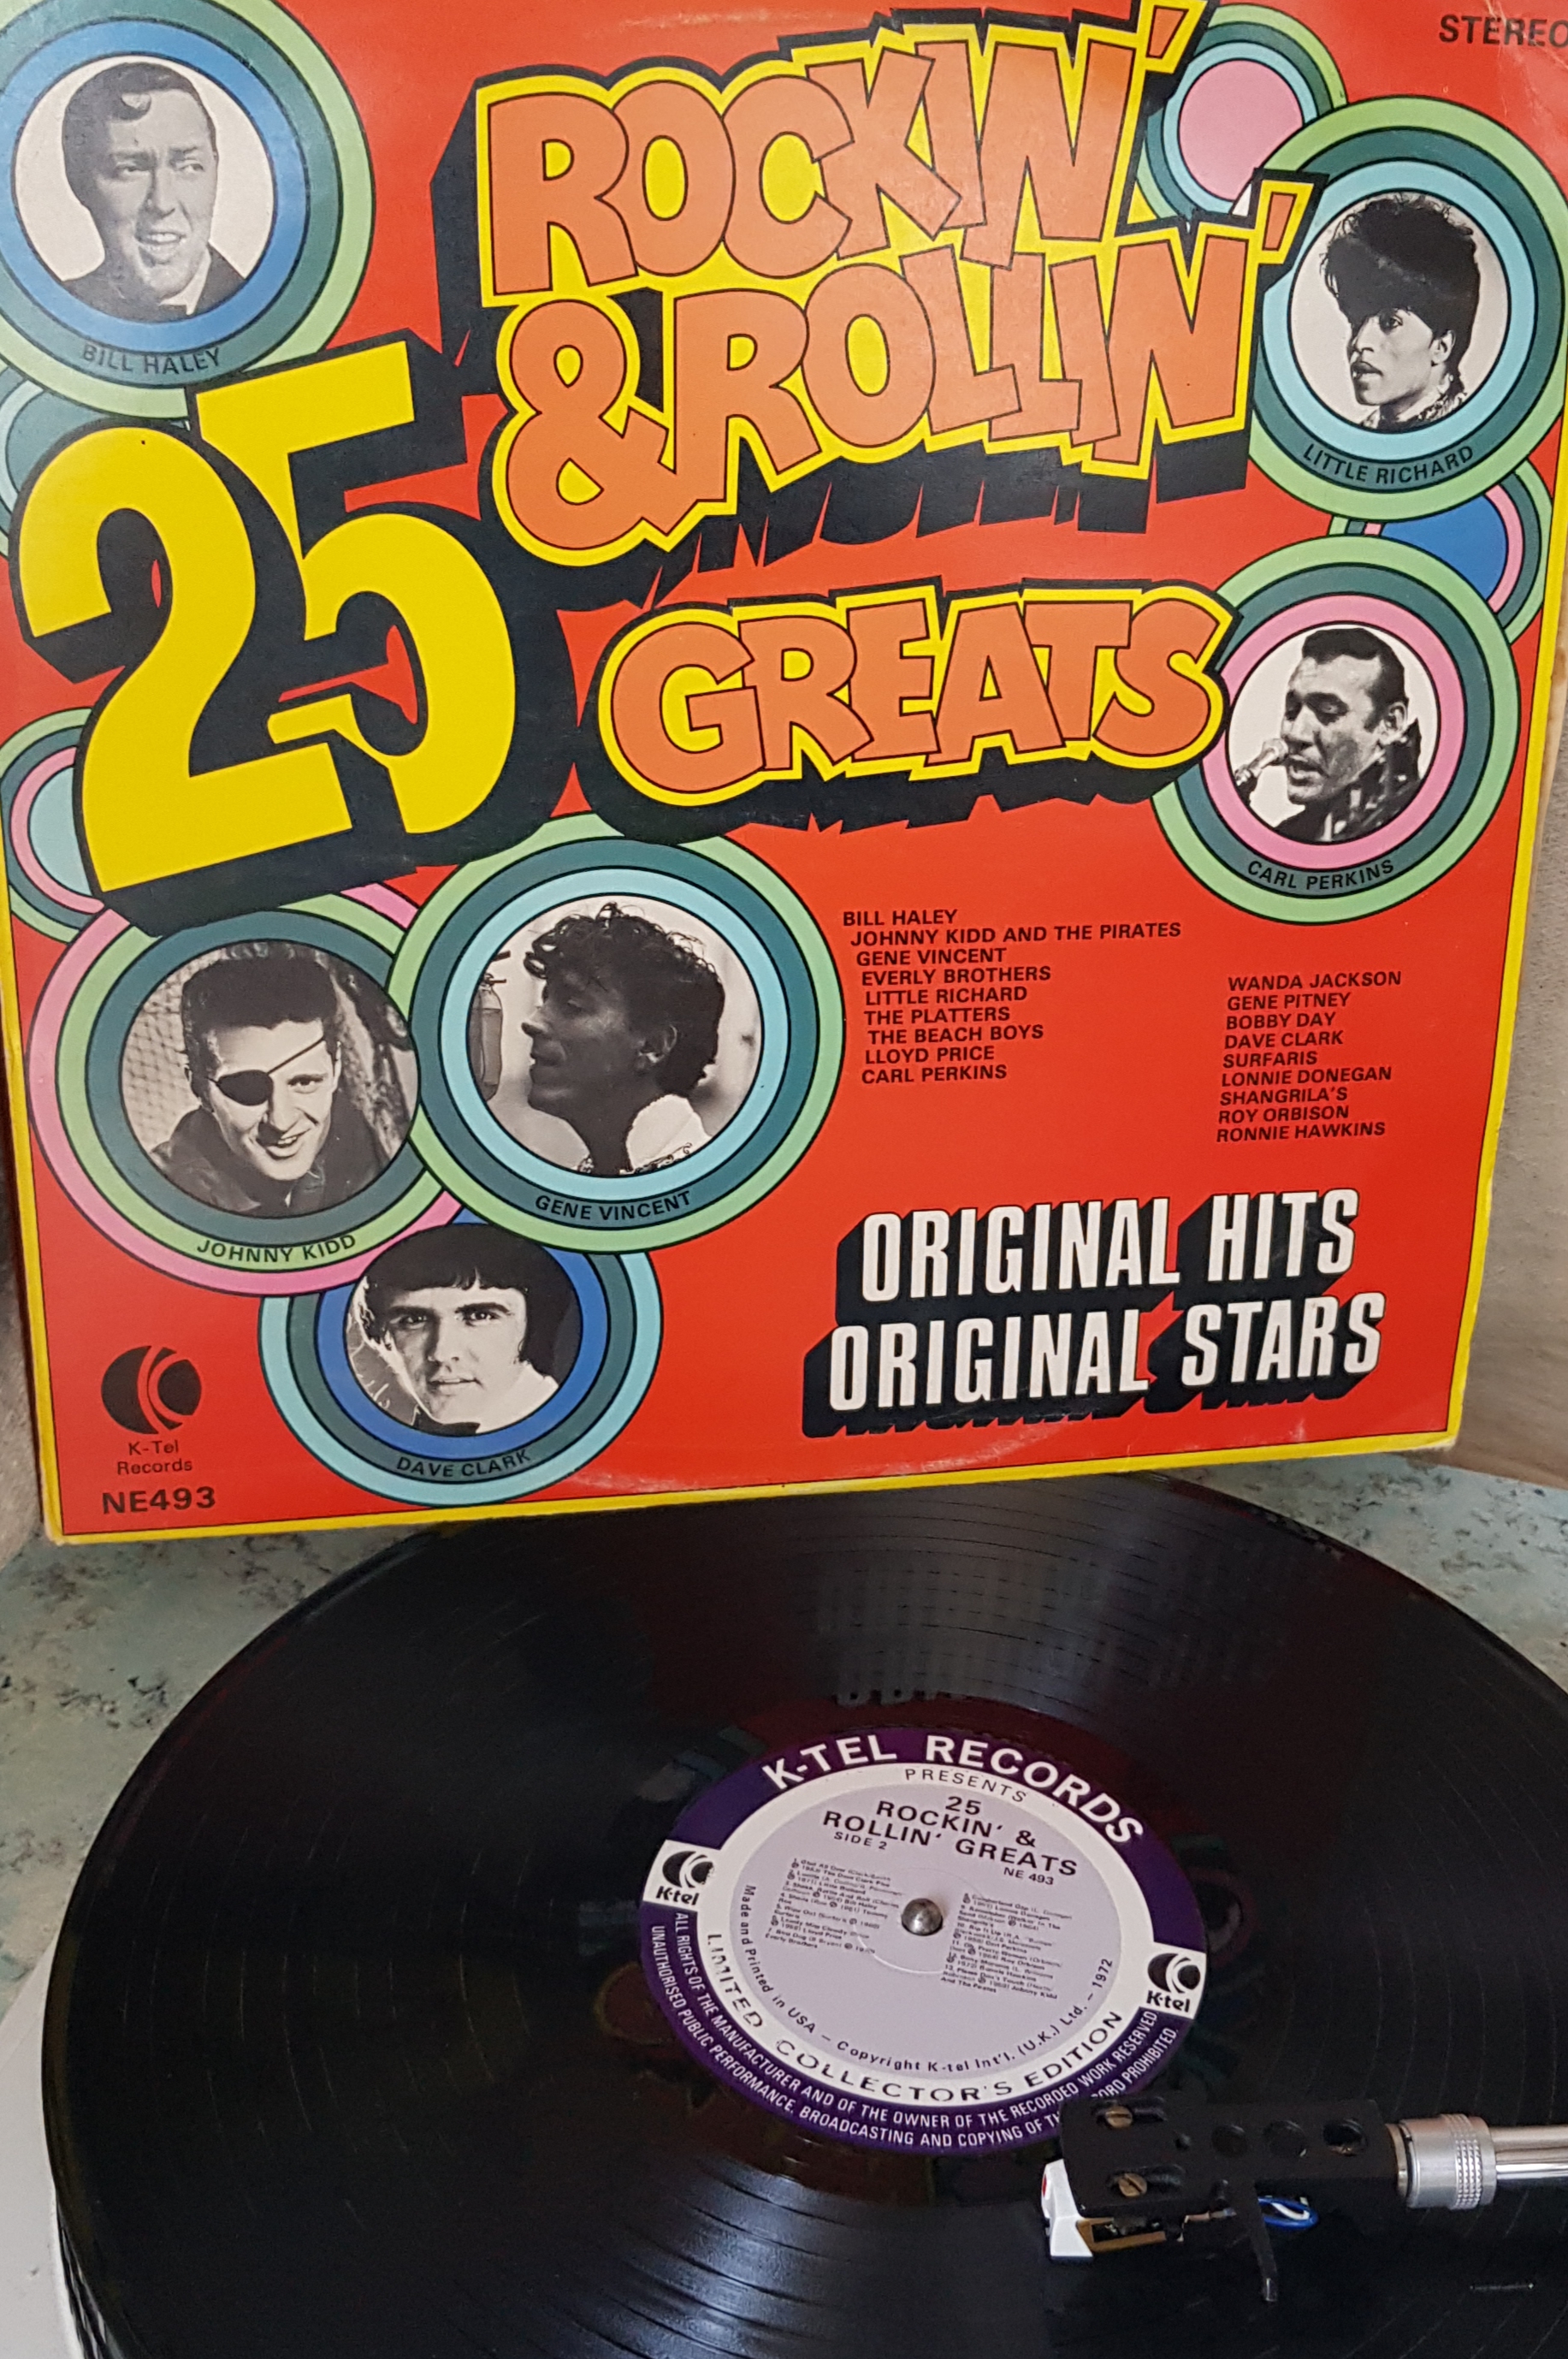 STEREO
ROCKIN'
& ROLLIN'
25
GREATS
BILL HALEY
LITTLE RICHARD
CARL PERKINS
JOHNNY KIDD
GENE VINCENT
DAVE CLARK
BILL HALEY
JOHNNY KIDD AND THE PIRATES
GENE VINCENT
EVERLY BROTHERS
LITTLE RICHARD
THE PLATTERS
THE BEACH BOYS
LLOYD PRICE
CARL PERKINS
WANDA JACKSON
GENE PITNEY
BOBBY DAY
DAVE CLARK
SURFARIS
LONNIE DONEGAN
SHANGRILA'S
ROY ORBISON
RONNIE HAWKINS
ORIGINAL HITS
ORIGINAL STARS
K-Tel
Records
NE493
K-TEL RECORDS
PRESENTS
25
ROCKIN' &
ROLLIN' GREATS
SIDE 2
NE 493
K-tel
K-tel
Made and Printed in USA – Copyright K-tel Int'l. (U.K.) Ltd. – 1972
LIMITED COLLECTOR'S EDITION
ALL RIGHTS OF THE MANUFACTURER AND OF THE OWNER OF THE RECORDED WORK RESERVED
UNAUTHORISED PUBLIC PERFORMANCE, BROADCASTING AND COPYING OF PROHIBITED.